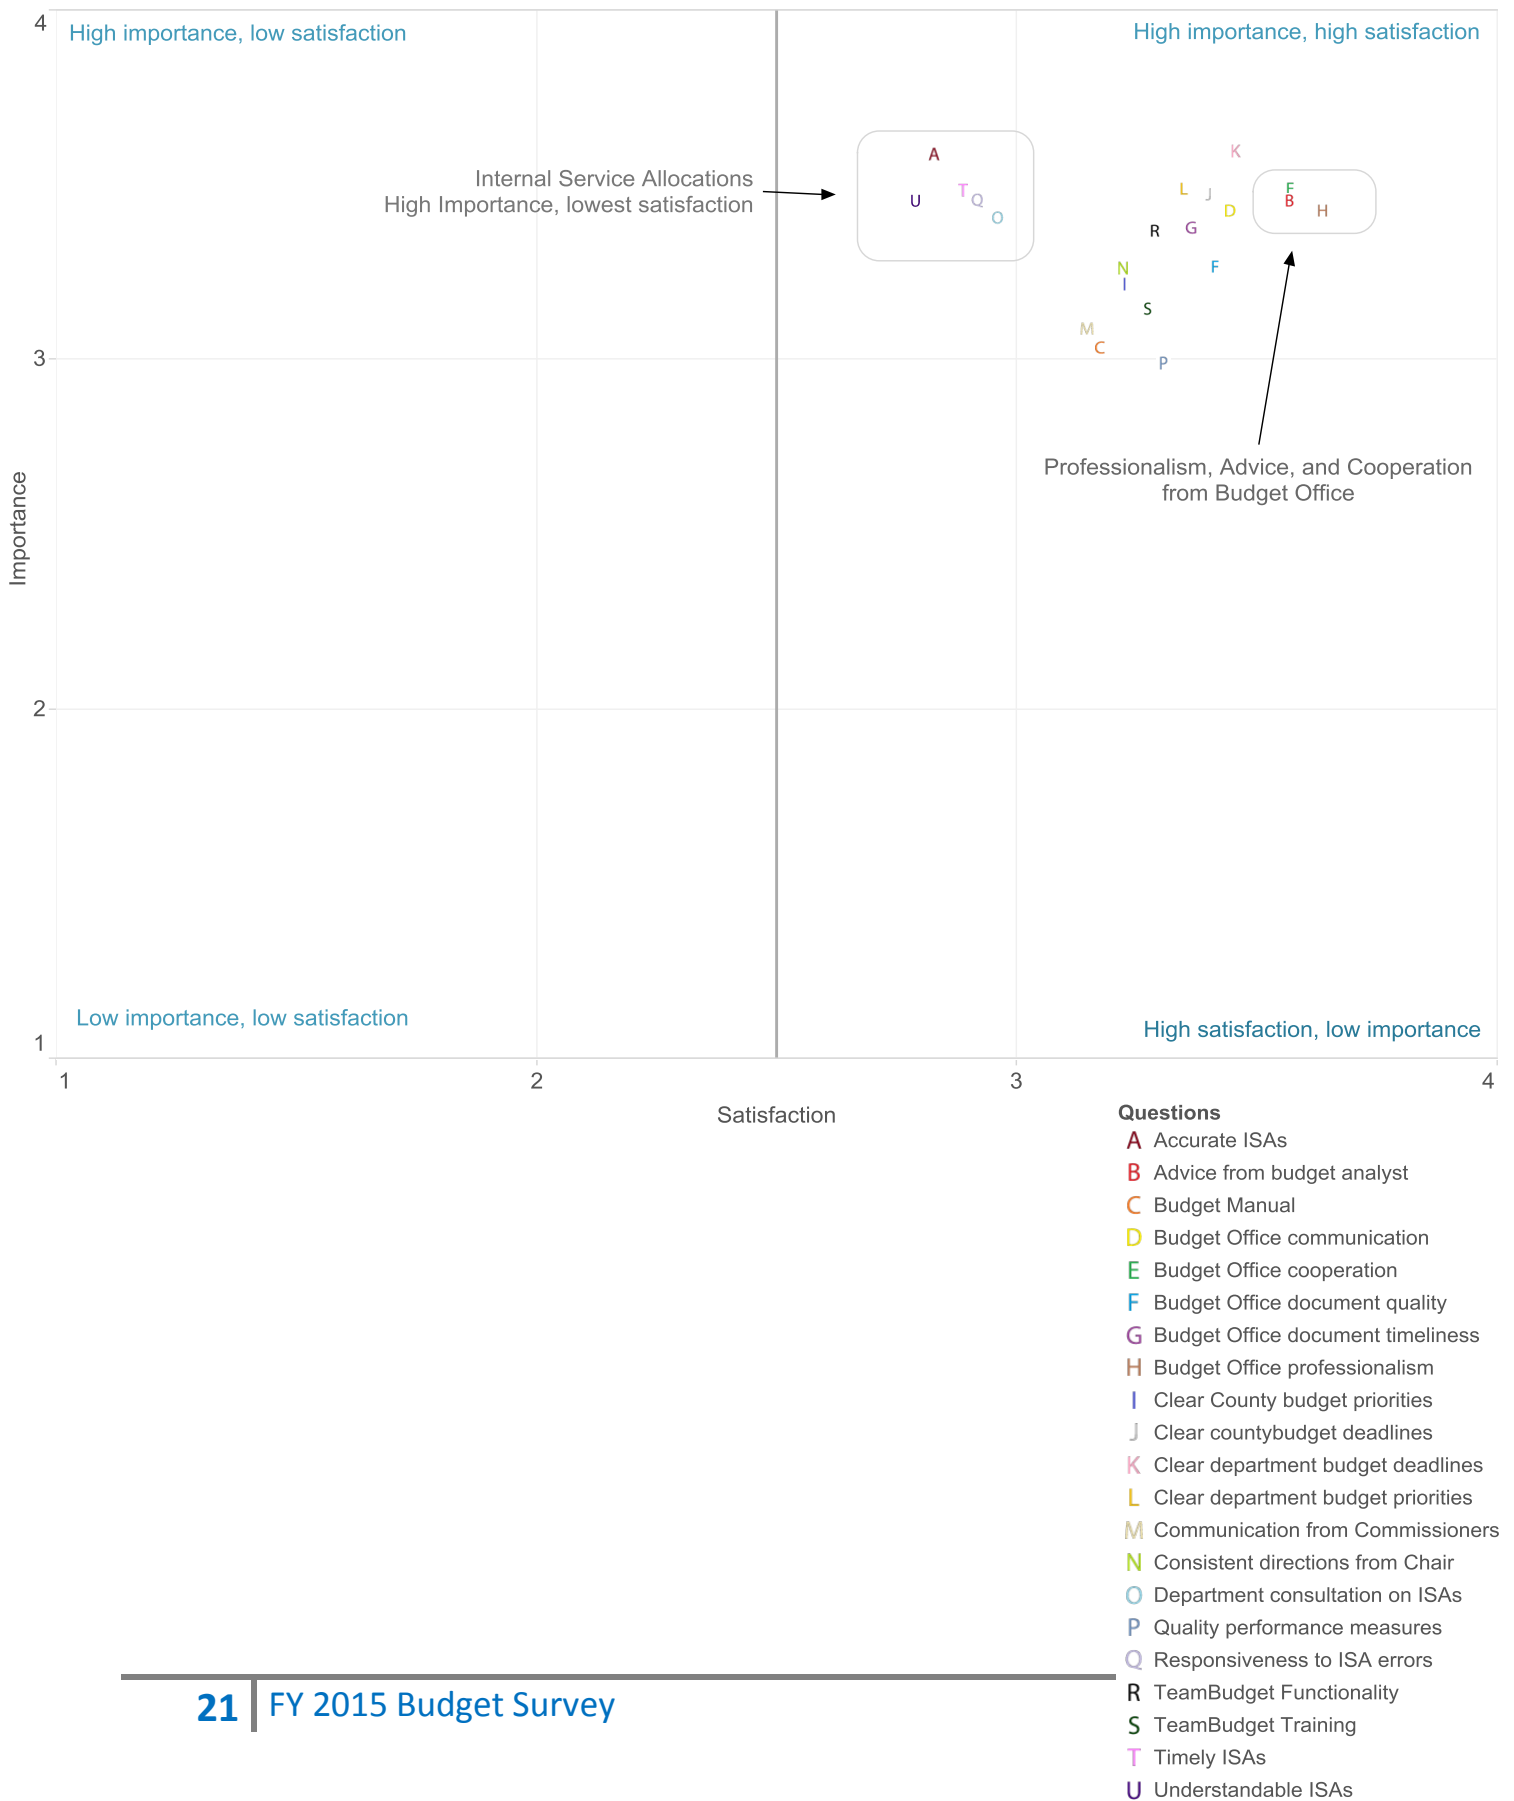 4
High importance, low satisfaction
High importance, high satisfaction
A
K
Internal Service Allocations
High Importance, lowest satisfaction
T
U
Q
O
L
J
D
E
B
H
R
G
N
F
I
S
M
C
P
3
Professionalism, Advice, and Cooperation
from Budget Office
Importance
2
Low importance, low satisfaction
High satisfaction, low importance
1
1
2
3
4
Satisfaction
Questions
A Accurate ISAs
B Advice from budget analyst
C Budget Manual
D Budget Office communication
E Budget Office cooperation
F Budget Office document quality
G Budget Office document timeliness
H Budget Office professionalism
I Clear County budget priorities
J Clear countybudget deadlines
K Clear department budget deadlines
L Clear department budget priorities
M Communication from Commissioners
N Consistent directions from Chair
O Department consultation on ISAs
P Quality performance measures
Q Responsiveness to ISA errors
R TeamBudget Functionality
S TeamBudget Training
T Timely ISAs
U Understandable ISAs
21 FY 2015 Budget Survey